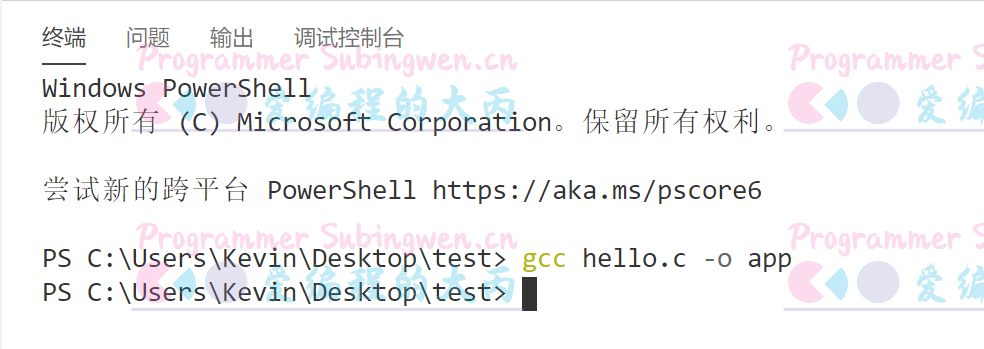 终端 问题 输出 调试控制台
Programmer Subingwen.cn Programmer
Windows PowerShell
爱编程的大丙 爱编
版权所有 (C) Microsoft Corporation。保留所有权利。
尝试新的跨平台 PowerShell https://aka.ms/pscore6
Programmer Subingwen.cn Programmer
PS C:\Users\Kevin\Desktop\test> gcc hello.c -o app
爱编程的大丙 爱编
PS C:\Users\Kevin\Desktop\test>